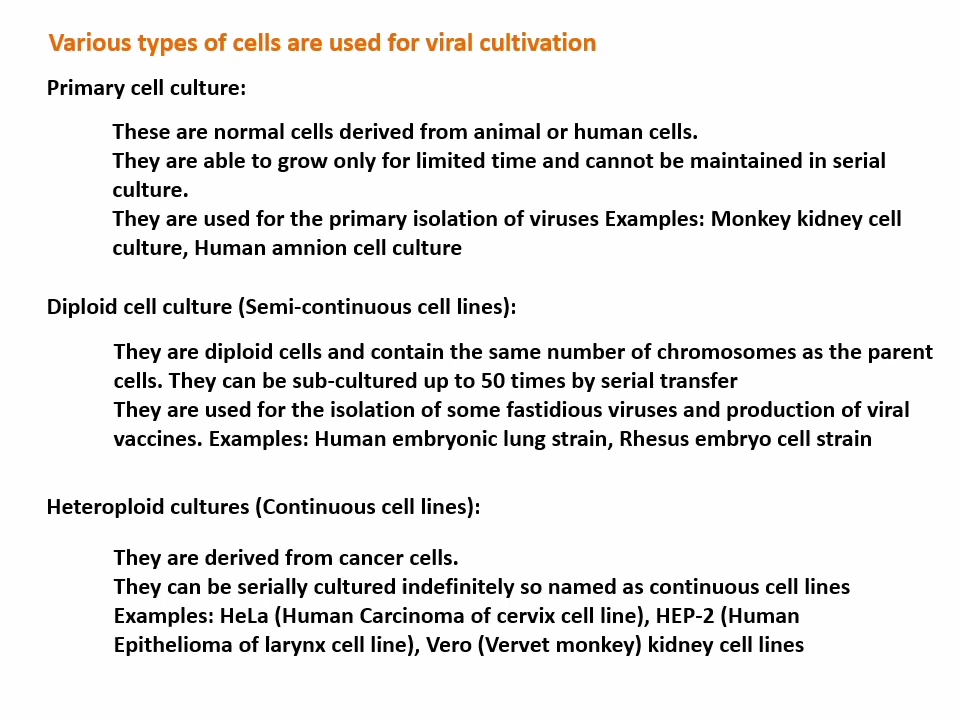 Various types of cells are used for viral cultivation
Primary cell culture:
These are normal cells derived from animal or human cells.
They are able to grow only for limited time and cannot be maintained in serial
culture.
They are used for the primary isolation of viruses Examples: Monkey kidney cell
culture, Human amnion cell culture
Diploid cell culture (Semi-continuous cell lines):
They are diploid cells and contain the same number of chromosomes as the parent
cells. They can be sub-cultured up to 50 times by serial transfer
They are used for the isolation of some fastidious viruses and production of viral
vaccines. Examples: Human embryonic lung strain, Rhesus embryo cell strain
Heteroploid cultures (Continuous cell lines):
They are derived from cancer cells.
They can be serially cultured indefinitely so named as continuous cell lines
Examples: HeLa (Human Carcinoma of cervix cell line), HEP-2 (Human
Epithelioma of larynx cell line), Vero (Vervet monkey) kidney cell lines